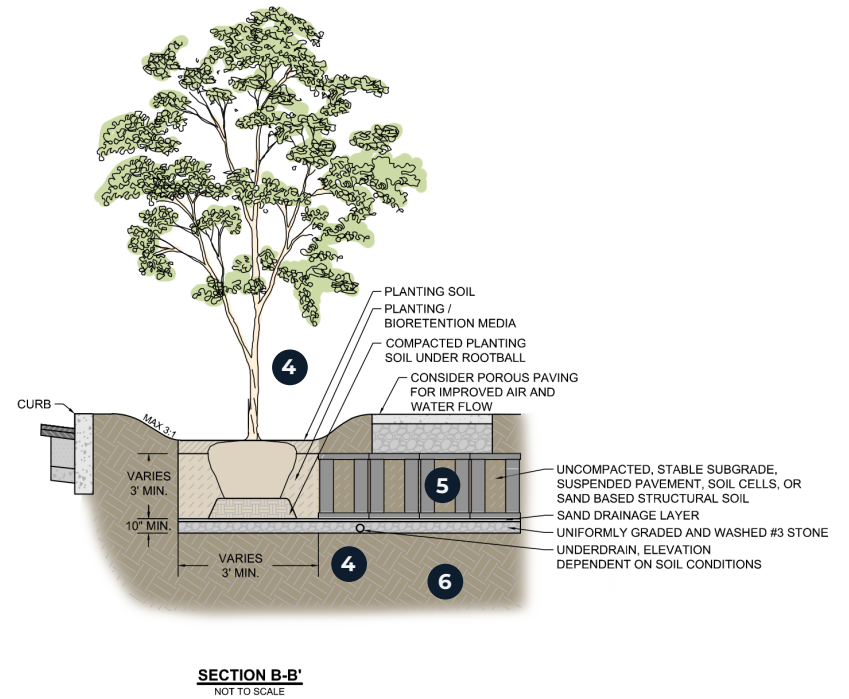 PLANTING SOIL
PLANTING /
BIORETENTION MEDIA
4
COMPACTED PLANTING
SOIL UNDER ROOTBALL
CONSIDER POROUS PAVING
FOR IMPROVED AIR AND
WATER FLOW
CURB
MAX 3:1
VARIES
3' MIN.
5
UNCOMPACTED, STABLE SUBGRADE,
SUSPENDED PAVEMENT, SOIL CELLS, OR
SAND BASED STRUCTURAL SOIL
SAND DRAINAGE LAYER
10" MIN.
UNIFORMLY GRADED AND WASHED #3 STONE
UNDERDRAIN, ELEVATION
DEPENDENT ON SOIL CONDITIONS
VARIES
3' MIN.
4
6
SECTION B-B'
NOT TO SCALE